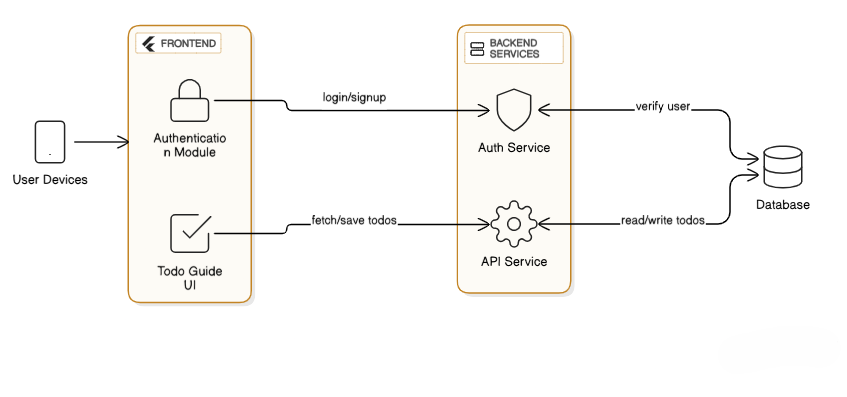 FRONTEND
BACKEND
SERVICES
login/signup
verify user
Authenticatio
n Module
Auth Service
User Devices
Database
fetch/save todos
read/write todos
API Service
Todo Guide
UI